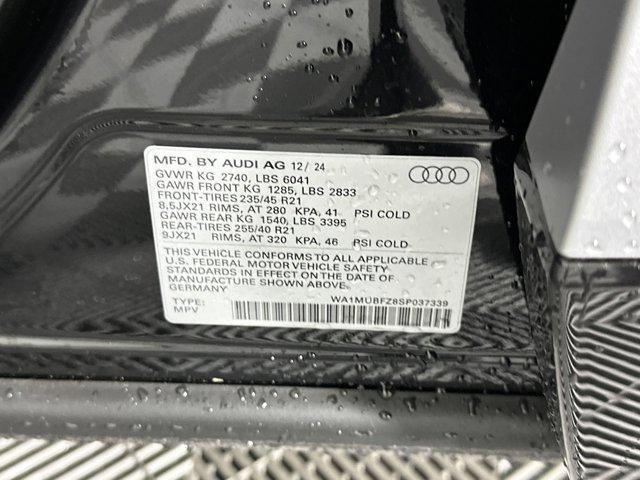 MFD. BY AUDI AG 12/ 24
GVWR KG 2740, LBS 6041
GAWR FRONT KG 1285, LBS 2833
FRONT-TIRES 235/45 R21
8,5JX21 RIMS, AT 280 KPA, 41 PSI COLD
GAWR REAR KG 1540, LBS 3395
REAR-TIRES 255/40 R21
9JX21 RIMS, AT 320 KPA, 46 PSI COLD
THIS VEHICLE CONFORMS TO ALL APPLICABLE
U.S. FEDERAL MOTOR VEHICLE SAFETY
STANDARDS IN EFFECT ON THE DATE OF
MANUFACTURE SHOWN ABOVE.
GERMANY
WA1MUBFZ8SP037339
TYPE:
MPV